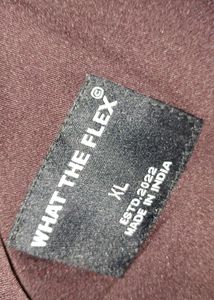 WHAT THE FLEX©
XL
ESTD.2022
MADE IN INDIA